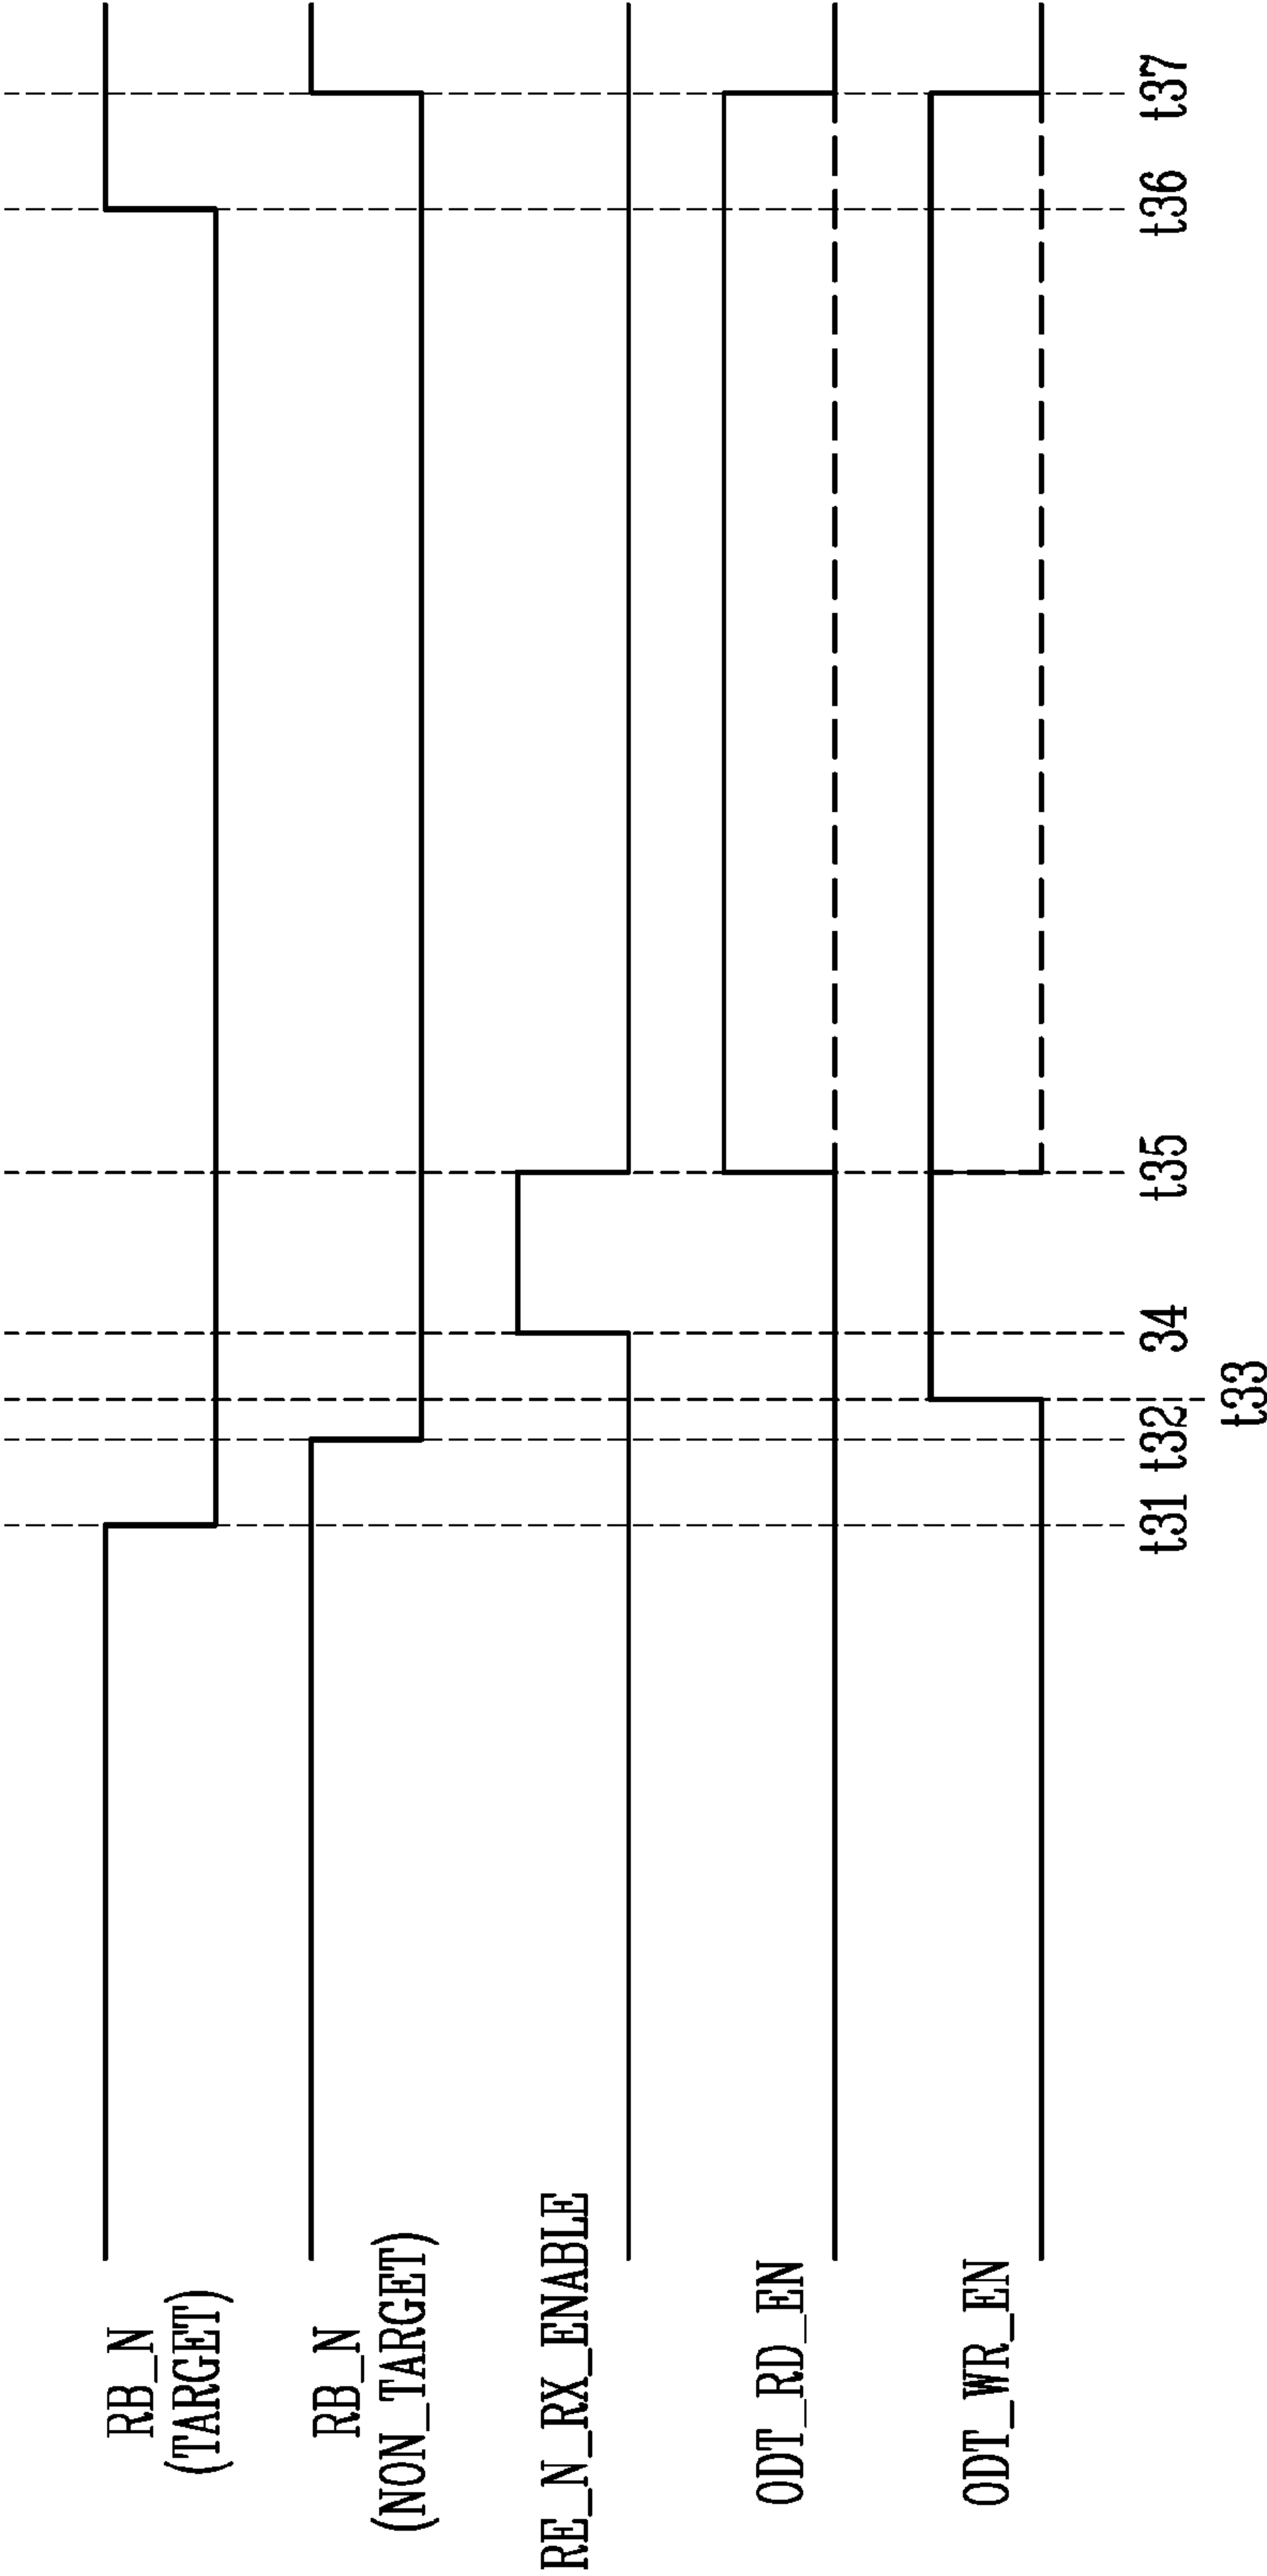 RB_N
(TARGET)
RB_N
(NON_TARGET)
RE_N_RX_ENABLE
ODT_RD_EN
ODT_WR_EN
t31 t32 34 t35 t36 t37
t33